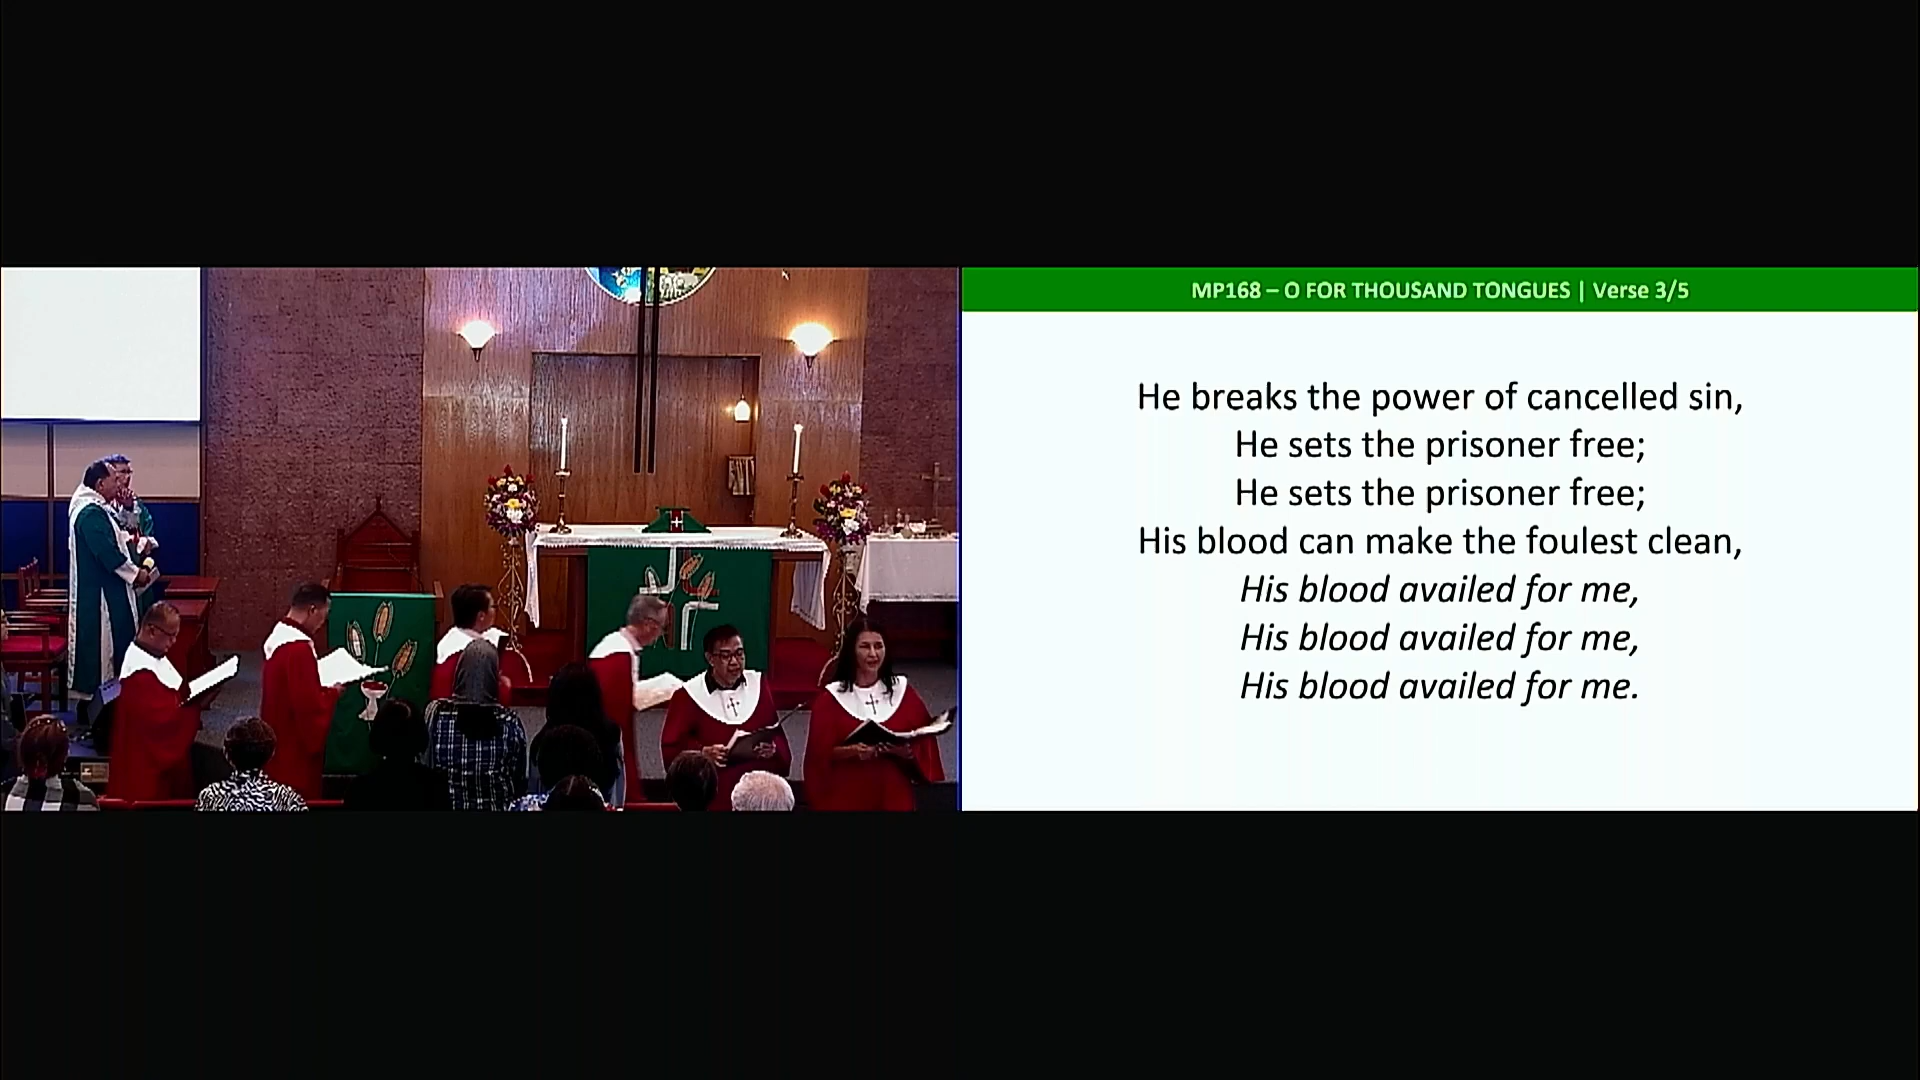 MP168 – O FOR THOUSAND TONGUES | Verse 3/5
He breaks the power of cancelled sin,
He sets the prisoner free;
He sets the prisoner free;
His blood can make the foulest clean,
His blood availed for me,
His blood availed for me,
His blood availed for me.